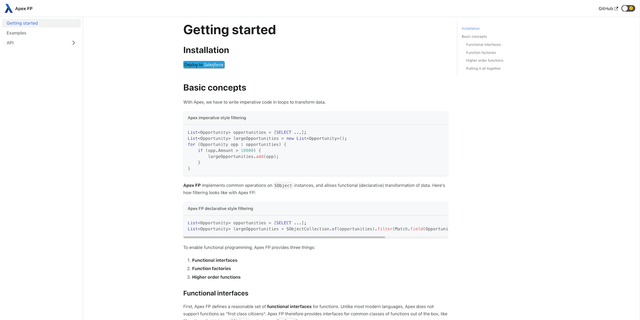 Apex FP
GitHub
Getting started
Examples
API
Getting started
Installation
Deploy to Salesforce
Basic concepts
With Apex, we have to write imperative code in loops to transform data.
Apex imperative style filtering
List<Opportunity> opportunities = [SELECT ...];
List<Opportunity> largeOpportunities = new List<Opportunity>();
for (Opportunity opp : opportunities) {
if (opp.Amount > 10000) {
largeOpportunities.add(opp);
}
}
Apex FP implements common operations on SObject instances, and allows functional (declarative) transformation of data. Here's
how filtering looks like with Apex FP:
Apex FP declarative style filtering
List<Opportunity> opportunities = [SELECT ...];
List<Opportunity> largeOpportunities = SObjectCollection.of(opportunities).filter(Match.field(Opportuni
To enable functional programming, Apex FP provides three things:
1. Functional interfaces
2. Function factories
3. Higher order functions
Functional interfaces
First, Apex FP defines a reasonable set of functional interfaces for functions. Unlike most modern languages, Apex does not
support functions as "first class citizens". Apex FP therefore provides interfaces for common classes of functions out of the box, like
Installation
Basic concepts
Functional interfaces
Function factories
Higher order functions
Putting it all together